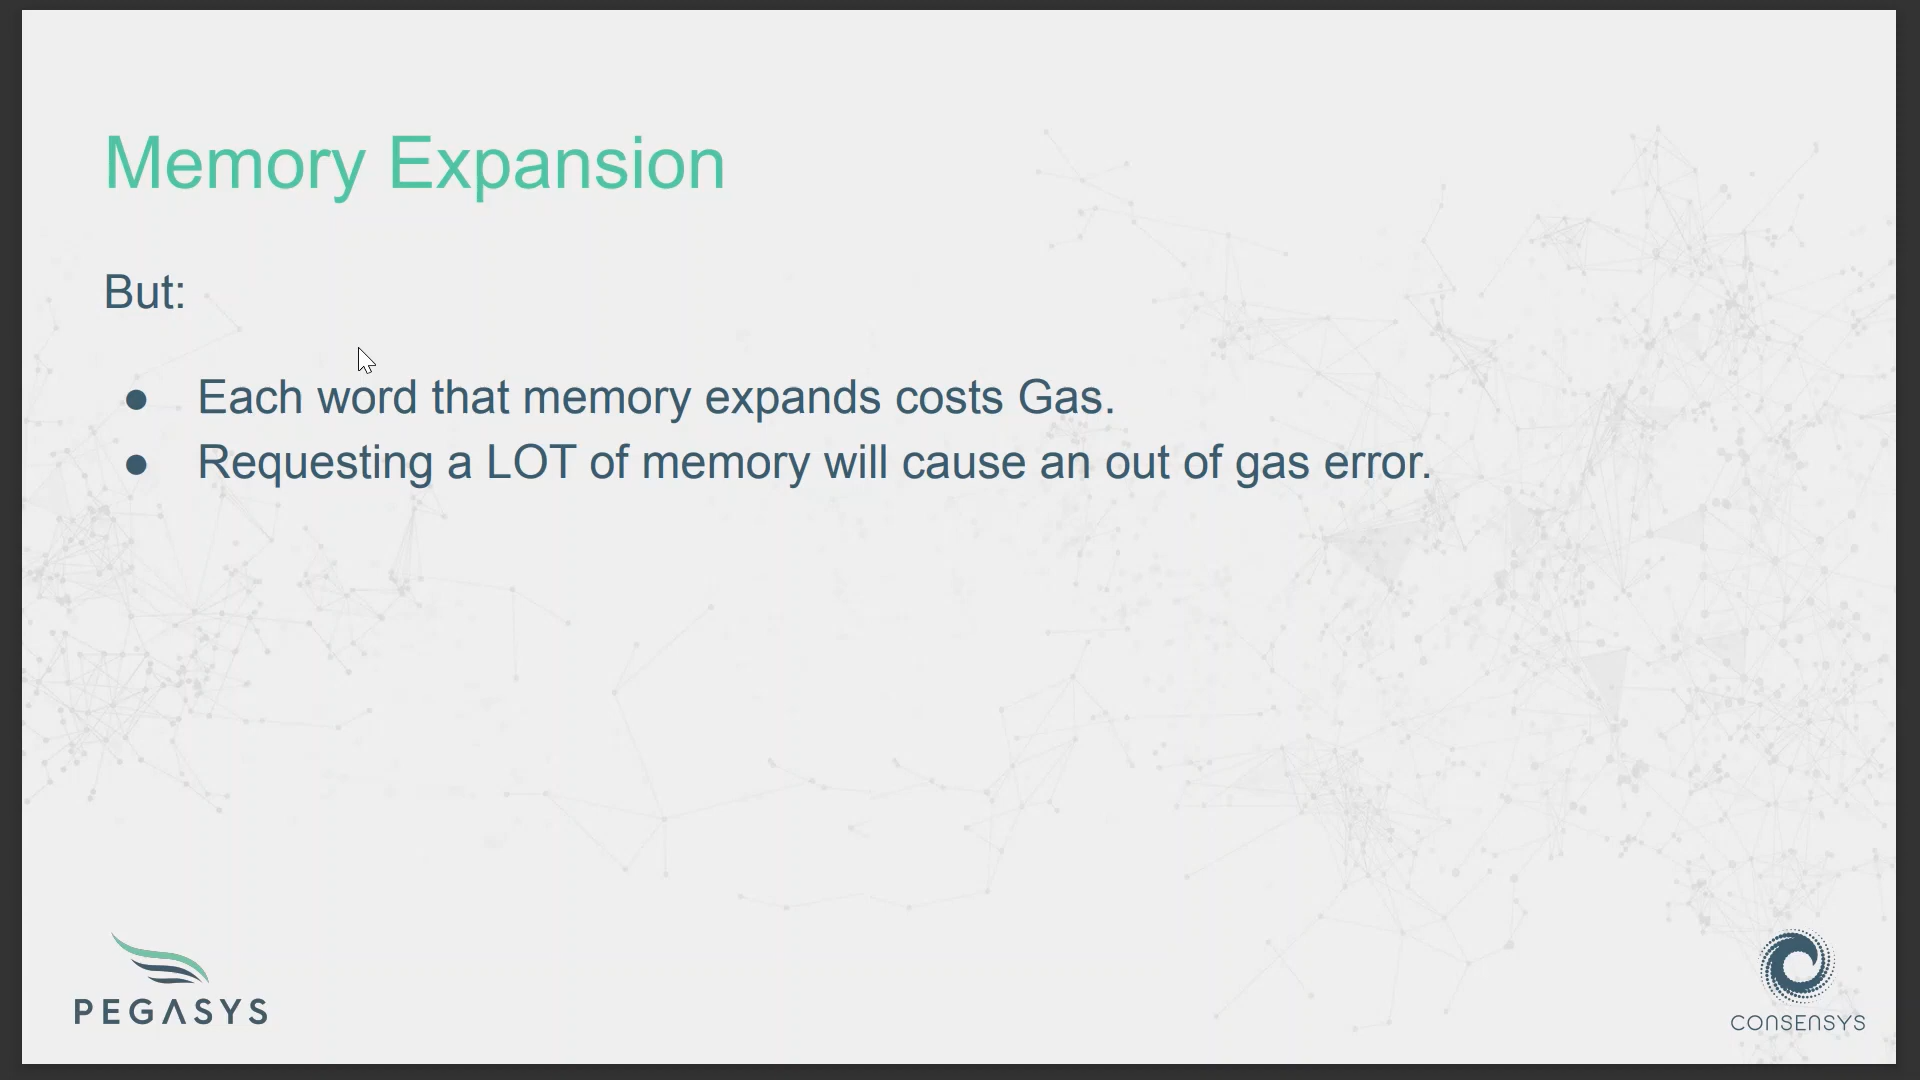 Memory Expansion
But:
● Each word that memory expands costs Gas.
● Requesting a LOT of memory will cause an out of gas error.
PEGASYS
CONSENSYS